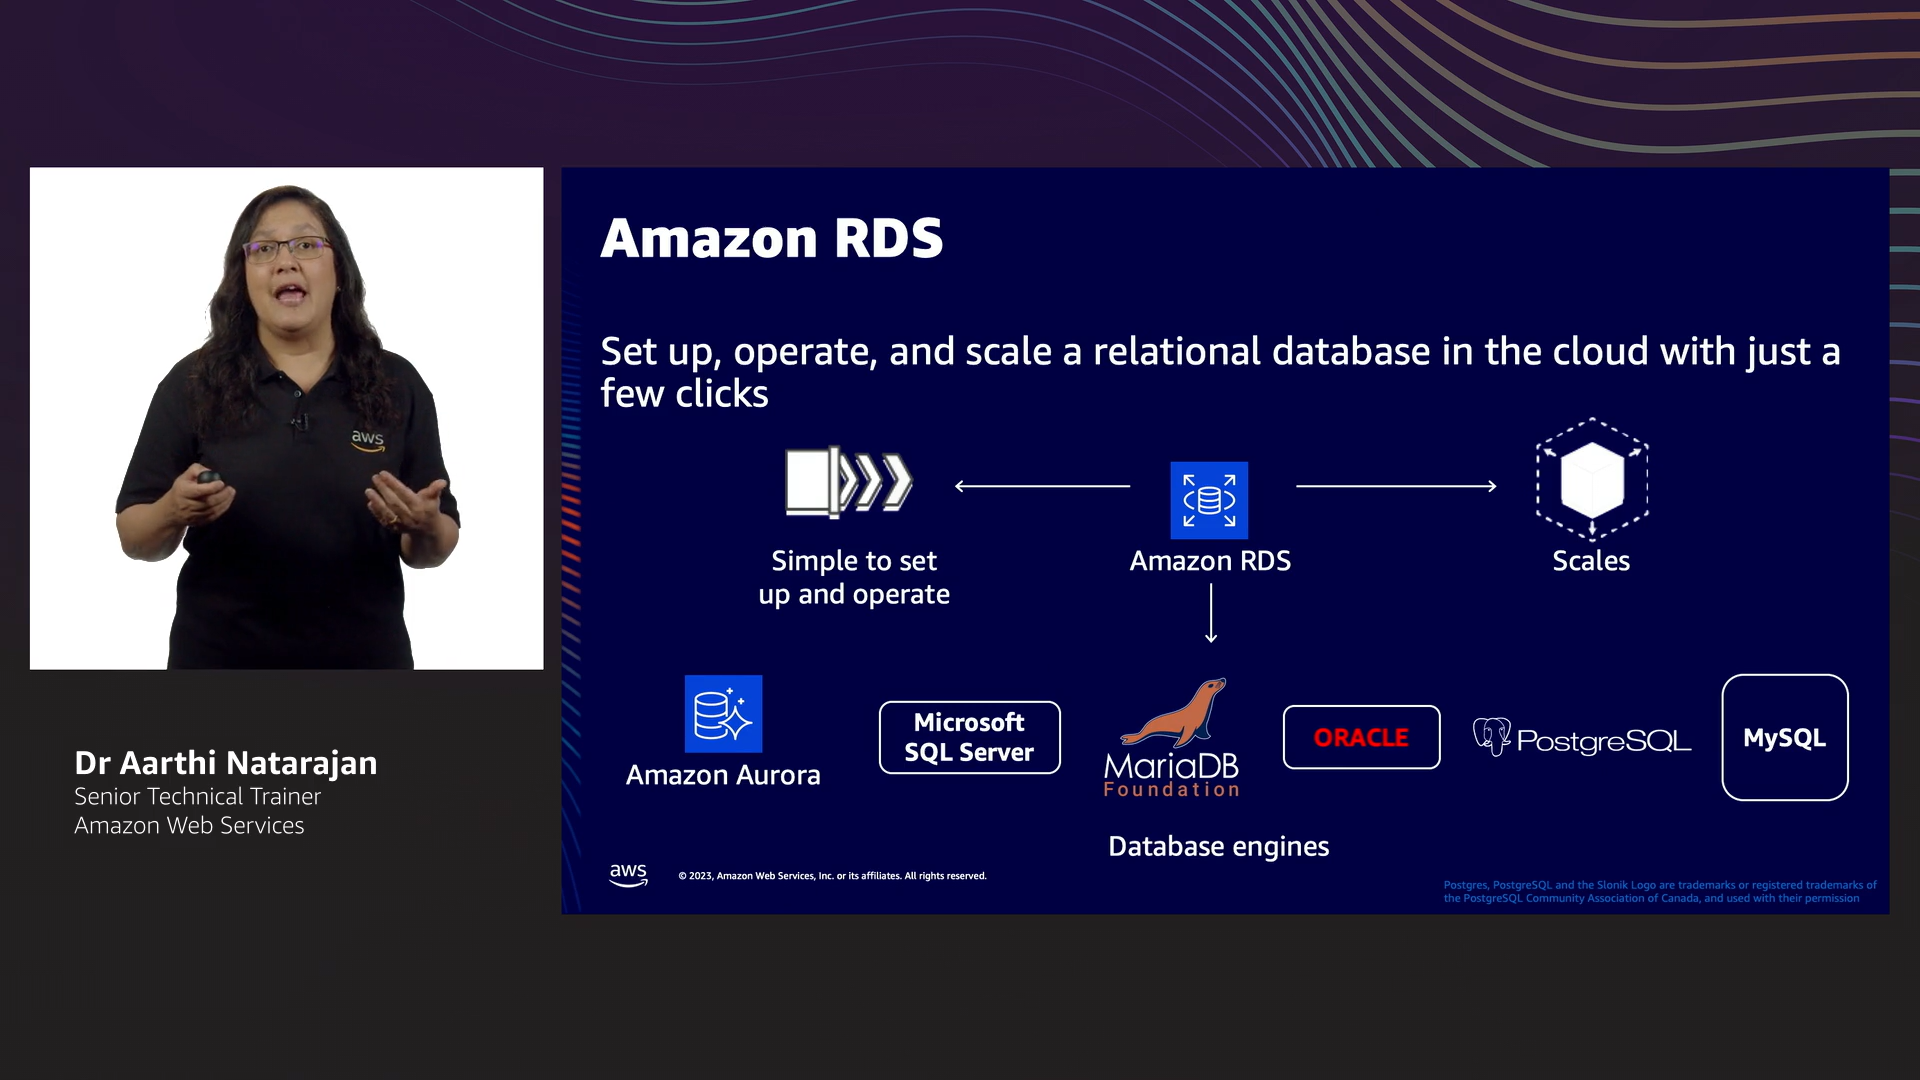 Amazon RDS
Set up, operate, and scale a relational database in the cloud with just a
few clicks
Simple to set
up and operate
Amazon RDS
Scales
Amazon Aurora
Microsoft
SQL Server
MariaDB
Foundation
ORACLE
PostgreSQL
MySQL
Database engines
aws
© 2023, Amazon Web Services, Inc. or its affiliates. All rights reserved.
Postgres, PostgreSQL and the Slonik Logo are trademarks or registered trademarks of
the PostgreSQL Community Association of Canada, and used with their permission
aws
Dr Aarthi Natarajan
Senior Technical Trainer
Amazon Web Services